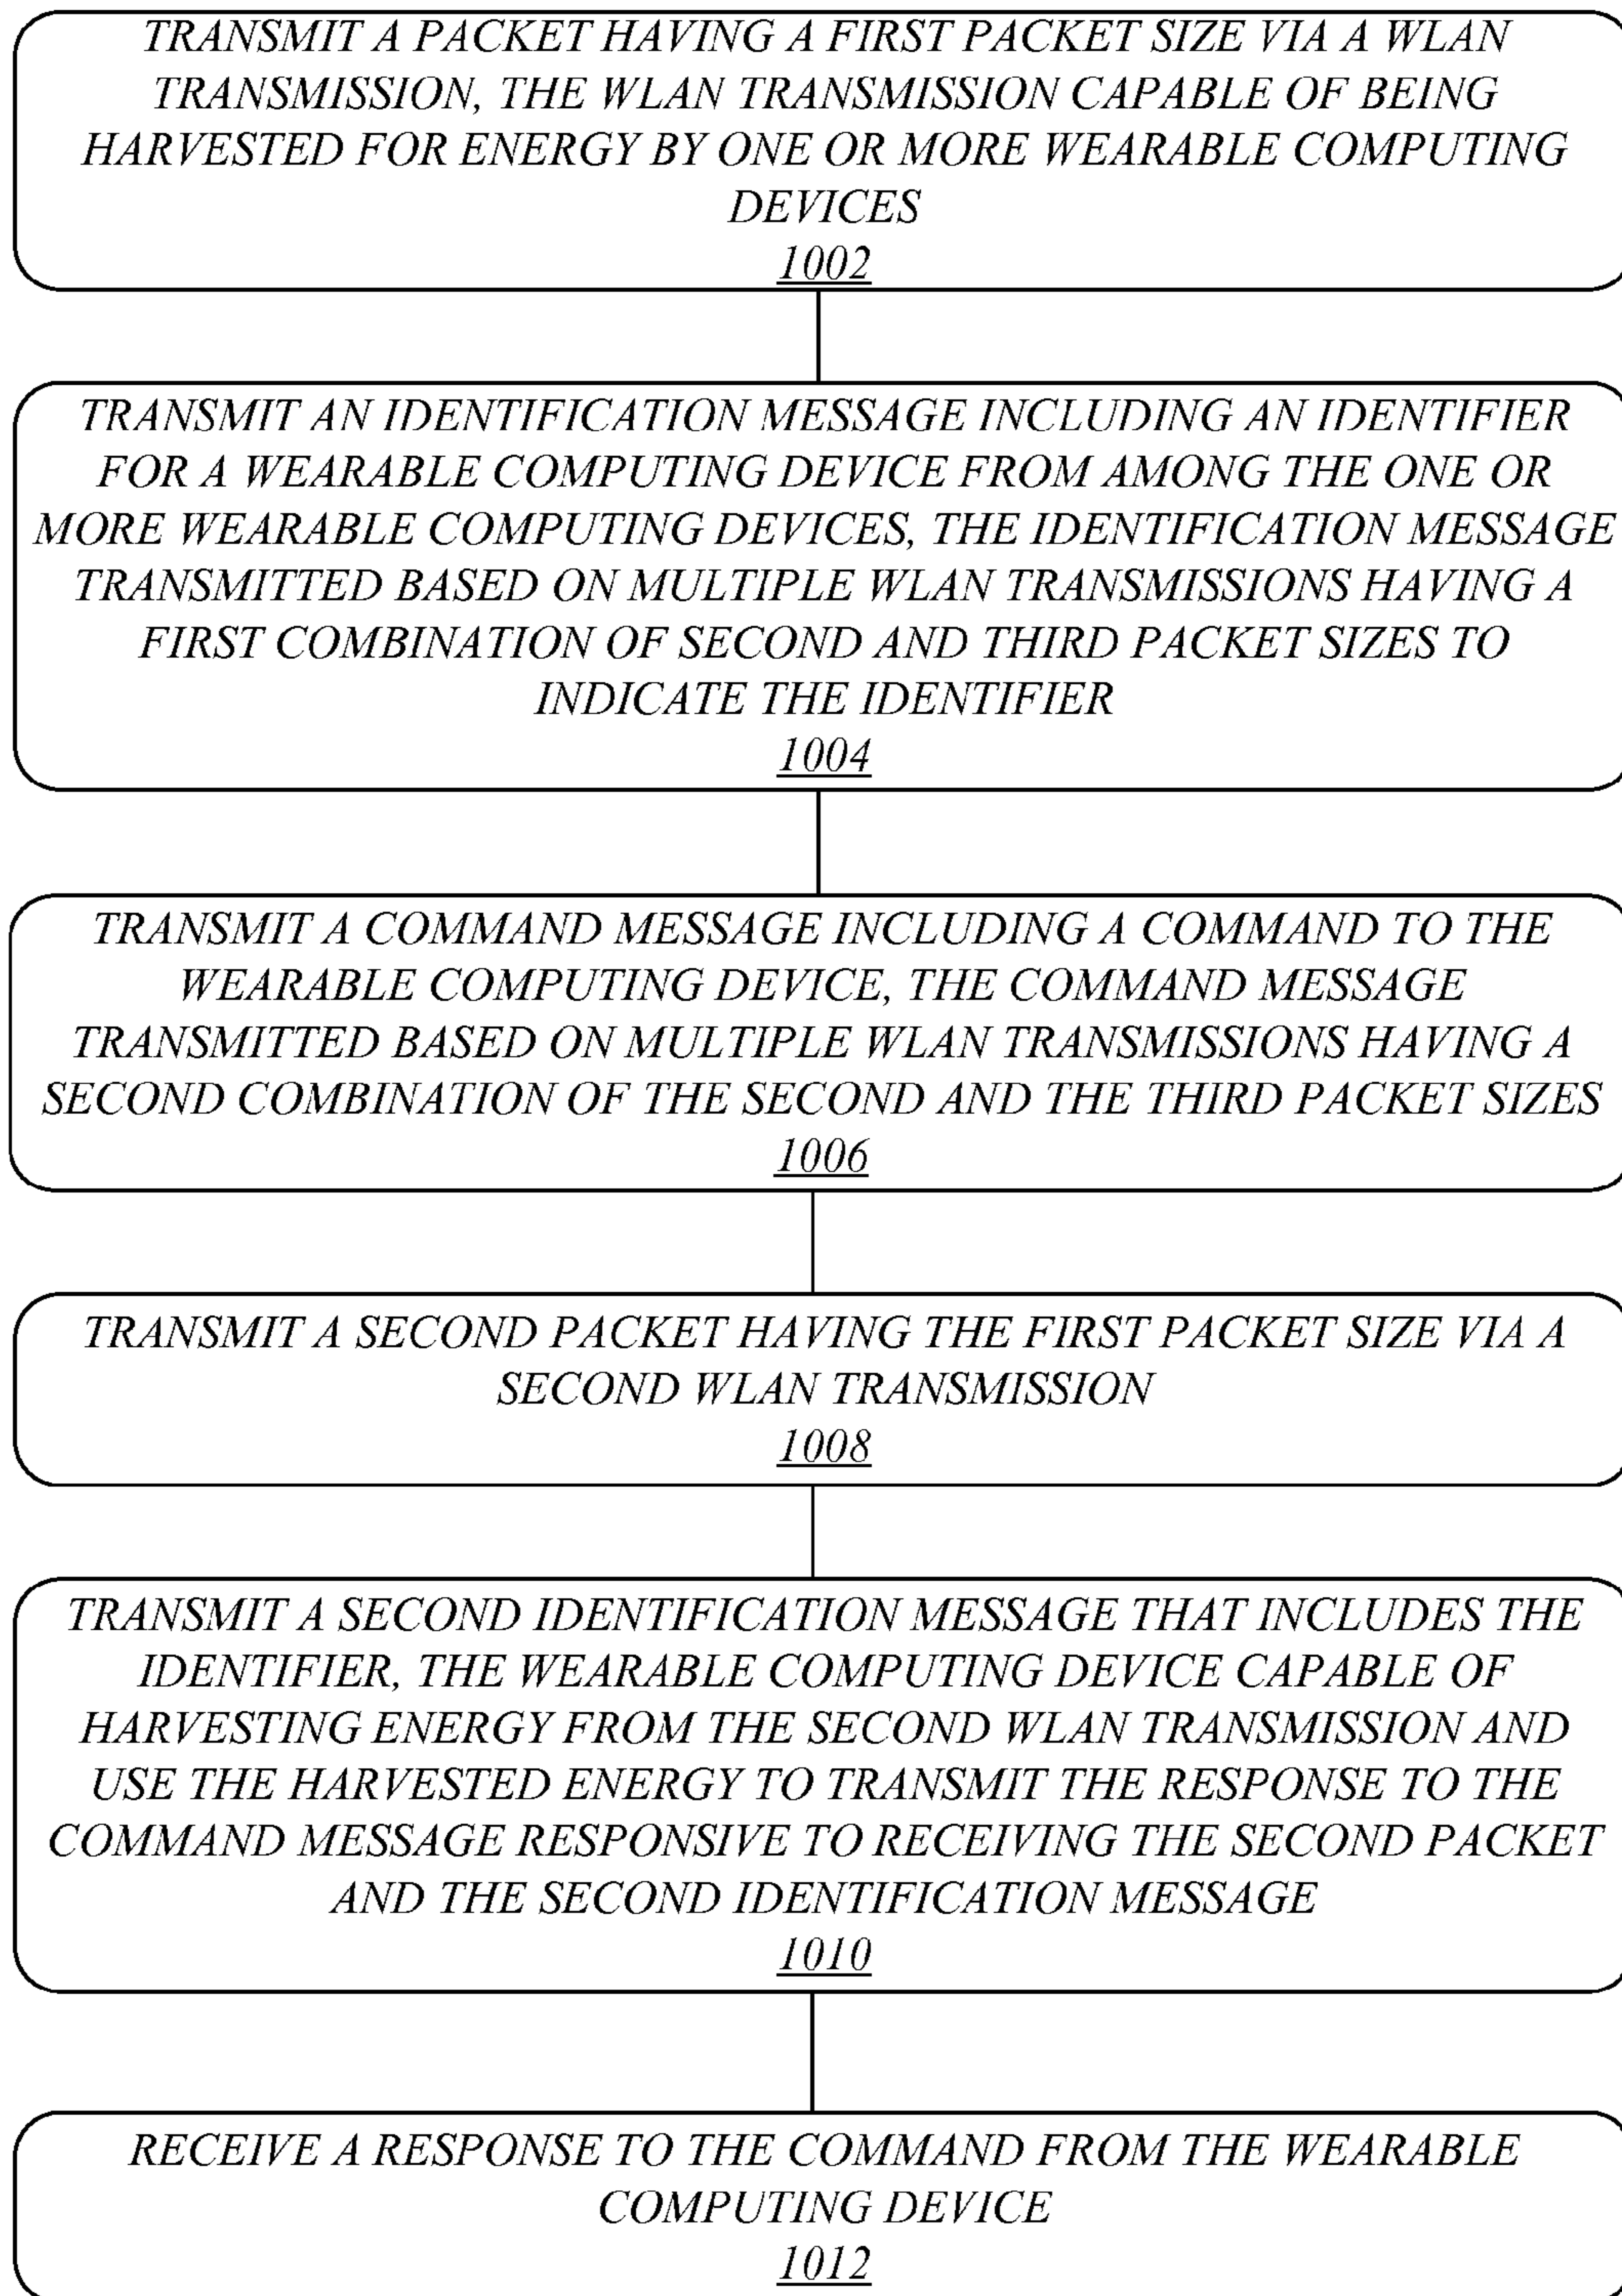 TRANSMIT A PACKET HAVING A FIRST PACKET SIZE VIA A WLAN
TRANSMISSION, THE WLAN TRANSMISSION CAPABLE OF BEING
HARVESTED FOR ENERGY BY ONE OR MORE WEARABLE COMPUTING
DEVICES
1002
TRANSMIT AN IDENTIFICATION MESSAGE INCLUDING AN IDENTIFIER
FOR A WEARABLE COMPUTING DEVICE FROM AMONG THE ONE OR
MORE WEARABLE COMPUTING DEVICES, THE IDENTIFICATION MESSAGE
TRANSMITTED BASED ON MULTIPLE WLAN TRANSMISSIONS HAVING A
FIRST COMBINATION OF SECOND AND THIRD PACKET SIZES TO
INDICATE THE IDENTIFIER
1004
TRANSMIT A COMMAND MESSAGE INCLUDING A COMMAND TO THE
WEARABLE COMPUTING DEVICE, THE COMMAND MESSAGE
TRANSMITTED BASED ON MULTIPLE WLAN TRANSMISSIONS HAVING A
SECOND COMBINATION OF THE SECOND AND THE THIRD PACKET SIZES
1006
TRANSMIT A SECOND PACKET HAVING THE FIRST PACKET SIZE VIA A
SECOND WLAN TRANSMISSION
1008
TRANSMIT A SECOND IDENTIFICATION MESSAGE THAT INCLUDES THE
IDENTIFIER, THE WEARABLE COMPUTING DEVICE CAPABLE OF
HARVESTING ENERGY FROM THE SECOND WLAN TRANSMISSION AND
USE THE HARVESTED ENERGY TO TRANSMIT THE RESPONSE TO THE
COMMAND MESSAGE RESPONSIVE TO RECEIVING THE SECOND PACKET
AND THE SECOND IDENTIFICATION MESSAGE
1010
RECEIVE A RESPONSE TO THE COMMAND FROM THE WEARABLE
COMPUTING DEVICE
1012